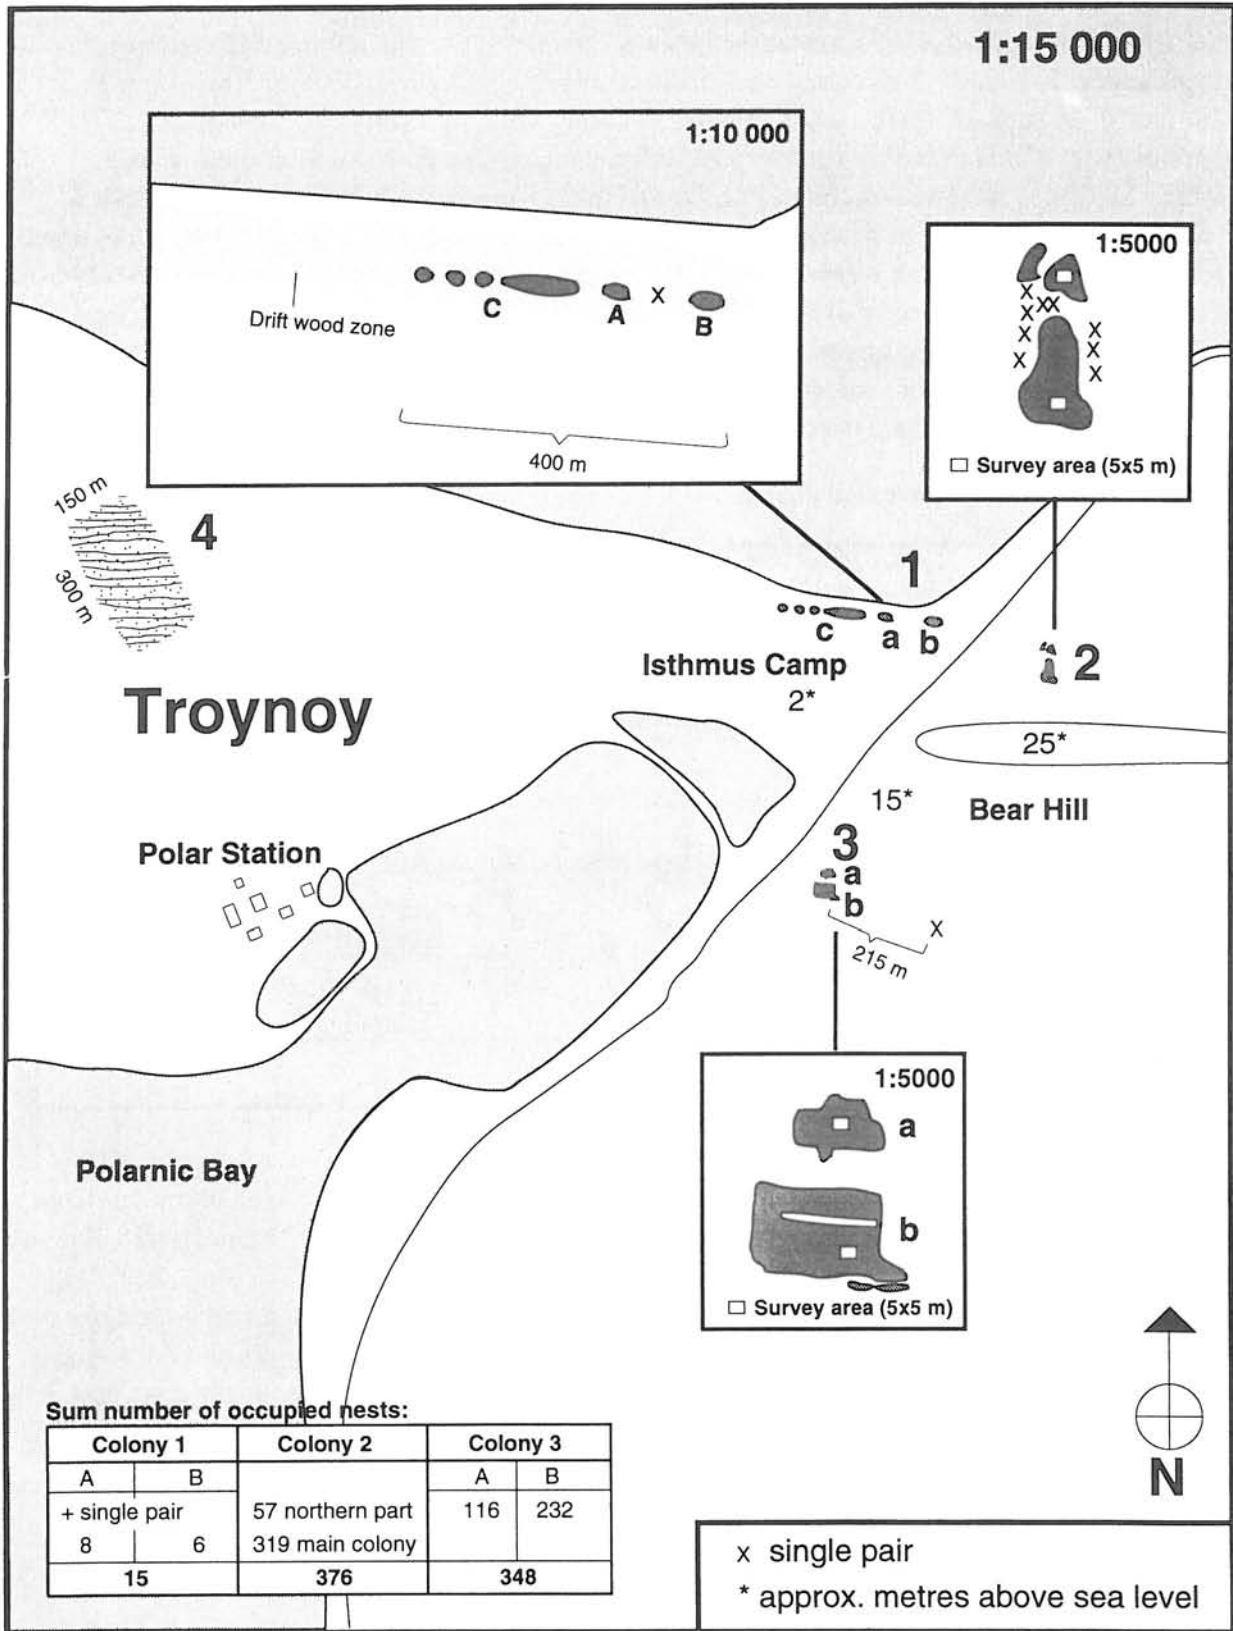 1:15 000
1:10 000
C
A
x
B
Drift wood zone
400 m
1:5000
x
x x x
x x
x x
x x
□ Survey area (5x5 m)
150 m
300 m
4
1
c
a
b
Isthmus Camp
2*
2
Troynoy
25*
15*
Bear Hill
Polar Station
3
a
b
x
215 m
1:5000
a
b
□ Survey area (5x5 m)
Polarnic Bay
N
Sum number of occupied nests:
Colony 1 Colony 2 Colony 3
A B A B
+ single pair 57 northern part 116 232
8 6 319 main colony
15 376 348
x single pair
* approx. metres above sea level